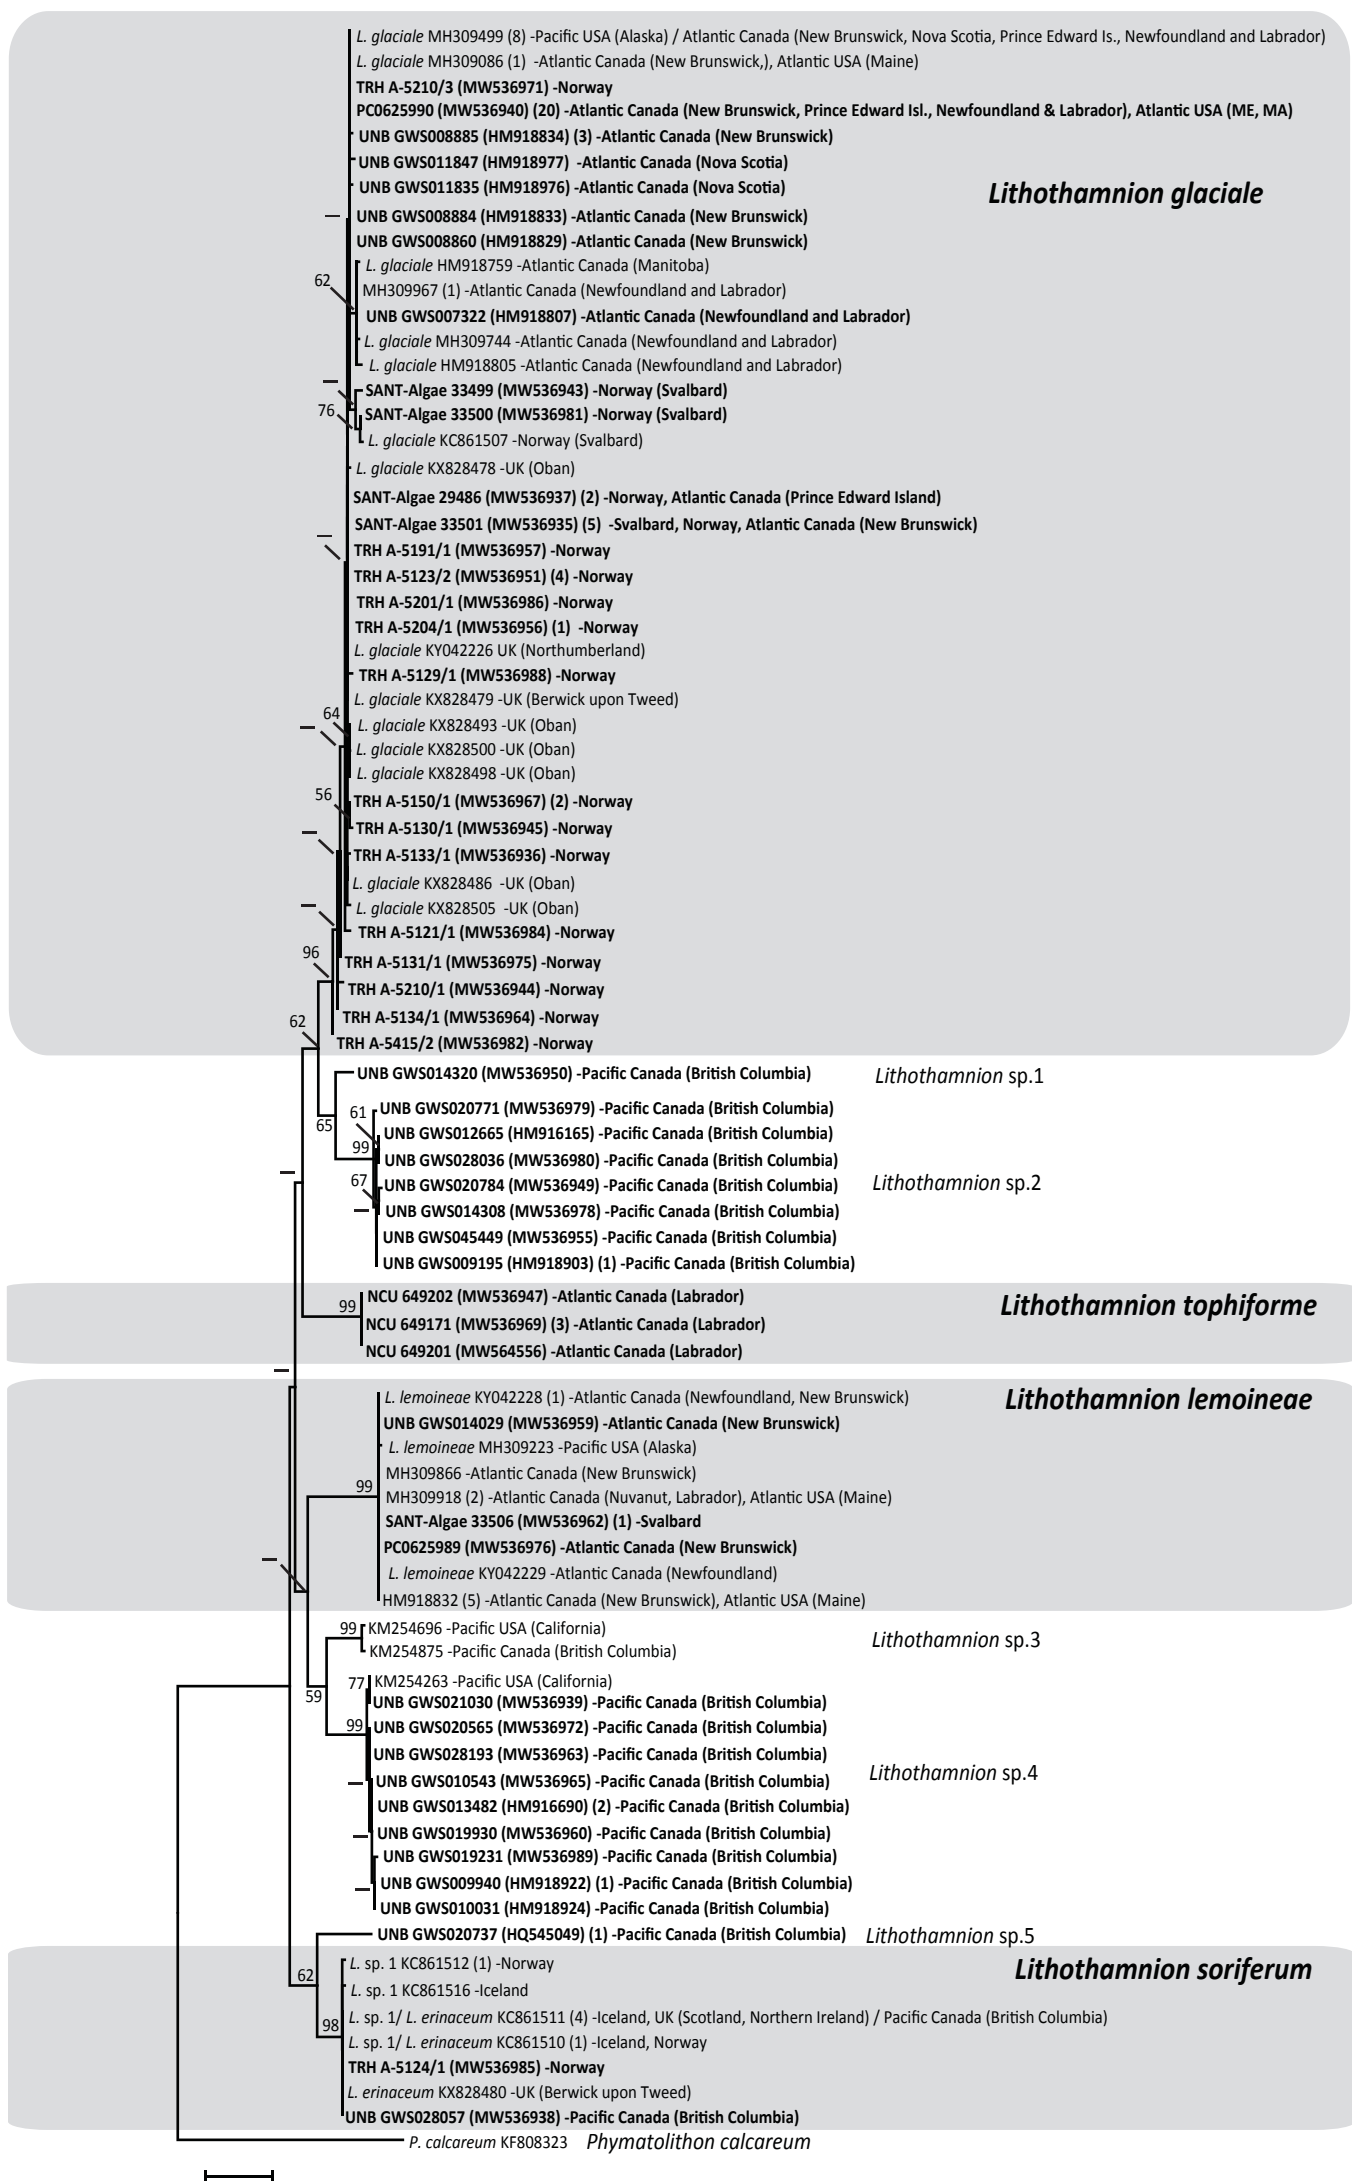 L. glaciale MH309499 (8) -Pacific USA (Alaska) / Atlantic Canada (New Brunswick, Nova Scotia, Prince Edward Is., Newfoundland and Labrador)
L. glaciale MH309086 (1) -Atlantic Canada (New Brunswick,), Atlantic USA (Maine)
TRH A-5210/3 (MW536971) -Norway
PC0625990 (MW536940) (20) -Atlantic Canada (New Brunswick, Prince Edward Isl., Newfoundland & Labrador), Atlantic USA (ME, MA)
UNB GWS008885 (HM918834) (3) -Atlantic Canada (New Brunswick)
UNB GWS011847 (HM918977) -Atlantic Canada (Nova Scotia)
UNB GWS011835 (HM918976) -Atlantic Canada (Nova Scotia)
Lithothamnion glaciale
—
UNB GWS008884 (HM918833) -Atlantic Canada (New Brunswick)
UNB GWS008860 (HM918829) -Atlantic Canada (New Brunswick)
L. glaciale HM918759 -Atlantic Canada (Manitoba)
62
MH309967 (1) -Atlantic Canada (Newfoundland and Labrador)
UNB GWS007322 (HM918807) -Atlantic Canada (Newfoundland and Labrador)
L. glaciale MH309744 -Atlantic Canada (Newfoundland and Labrador)
L. glaciale HM918805 -Atlantic Canada (Newfoundland and Labrador)
—
SANT-Algae 33499 (MW536943) -Norway (Svalbard)
76
SANT-Algae 33500 (MW536981) -Norway (Svalbard)
L. glaciale KC861507 -Norway (Svalbard)
L. glaciale KX828478 -UK (Oban)
SANT-Algae 29486 (MW536937) (2) -Norway, Atlantic Canada (Prince Edward Island)
SANT-Algae 33501 (MW536935) (5) -Svalbard, Norway, Atlantic Canada (New Brunswick)
—
TRH A-5191/1 (MW536957) -Norway
TRH A-5123/2 (MW536951) (4) -Norway
TRH A-5201/1 (MW536986) -Norway
TRH A-5204/1 (MW536956) (1) -Norway
L. glaciale KY042226 UK (Northumberland)
TRH A-5129/1 (MW536988) -Norway
L. glaciale KX828479 -UK (Berwick upon Tweed)
64
—
L. glaciale KX828493 -UK (Oban)
L. glaciale KX828500 -UK (Oban)
L. glaciale KX828498 -UK (Oban)
56
TRH A-5150/1 (MW536967) (2) -Norway
TRH A-5130/1 (MW536945) -Norway
—
TRH A-5133/1 (MW536936) -Norway
L. glaciale KX828486 -UK (Oban)
—
L. glaciale KX828505 -UK (Oban)
TRH A-5121/1 (MW536984) -Norway
96
TRH A-5131/1 (MW536975) -Norway
TRH A-5210/1 (MW536944) -Norway
62
TRH A-5134/1 (MW536964) -Norway
TRH A-5415/2 (MW536982) -Norway
UNB GWS014320 (MW536950) -Pacific Canada (British Columbia)
Lithothamnion sp.1
65
61
UNB GWS020771 (MW536979) -Pacific Canada (British Columbia)
UNB GWS012665 (HM916165) -Pacific Canada (British Columbia)
99
UNB GWS028036 (MW536980) -Pacific Canada (British Columbia)
—
67
UNB GWS020784 (MW536949) -Pacific Canada (British Columbia)
Lithothamnion sp.2
—
UNB GWS014308 (MW536978) -Pacific Canada (British Columbia)
UNB GWS045449 (MW536955) -Pacific Canada (British Columbia)
UNB GWS009195 (HM918903) (1) -Pacific Canada (British Columbia)
99
NCU 649202 (MW536947) -Atlantic Canada (Labrador)
Lithothamnion tophiforme
NCU 649171 (MW536969) (3) -Atlantic Canada (Labrador)
NCU 649201 (MW564556) -Atlantic Canada (Labrador)
—
L. lemoineae KY042228 (1) -Atlantic Canada (Newfoundland, New Brunswick)
Lithothamnion lemoineae
UNB GWS014029 (MW536959) -Atlantic Canada (New Brunswick)
L. lemoineae MH309223 -Pacific USA (Alaska)
MH309866 -Atlantic Canada (New Brunswick)
99
MH309918 (2) -Atlantic Canada (Nuvanut, Labrador), Atlantic USA (Maine)
SANT-Algae 33506 (MW536962) (1) -Svalbard
PC0625989 (MW536976) -Atlantic Canada (New Brunswick)
—
L. lemoineae KY042229 -Atlantic Canada (Newfoundland)
HM918832 (5) -Atlantic Canada (New Brunswick), Atlantic USA (Maine)
99
KM254696 -Pacific USA (California)
Lithothamnion sp.3
KM254875 -Pacific Canada (British Columbia)
59
77
KM254263 -Pacific USA (California)
UNB GWS021030 (MW536939) -Pacific Canada (British Columbia)
99
UNB GWS020565 (MW536972) -Pacific Canada (British Columbia)
UNB GWS028193 (MW536963) -Pacific Canada (British Columbia)
Lithothamnion sp.4
—
UNB GWS010543 (MW536965) -Pacific Canada (British Columbia)
UNB GWS013482 (HM916690) (2) -Pacific Canada (British Columbia)
—
UNB GWS019930 (MW536960) -Pacific Canada (British Columbia)
UNB GWS019231 (MW536989) -Pacific Canada (British Columbia)
—
UNB GWS009940 (HM918922) (1) -Pacific Canada (British Columbia)
UNB GWS010031 (HM918924) -Pacific Canada (British Columbia)
UNB GWS020737 (HQ545049) (1) -Pacific Canada (British Columbia)
Lithothamnion sp.5
62
L. sp. 1 KC861512 (1) -Norway
Lithothamnion soriferum
L. sp. 1 KC861516 -Iceland
98
L. sp. 1/ L. erinaceum KC861511 (4) -Iceland, UK (Scotland, Northern Ireland) / Pacific Canada (British Columbia)
L. sp. 1/ L. erinaceum KC861510 (1) -Iceland, Norway
TRH A-5124/1 (MW536985) -Norway
L. erinaceum KX828480 -UK (Berwick upon Tweed)
UNB GWS028057 (MW536938) -Pacific Canada (British Columbia)
P. calcareum KF808323
Phymatolithon calcareum